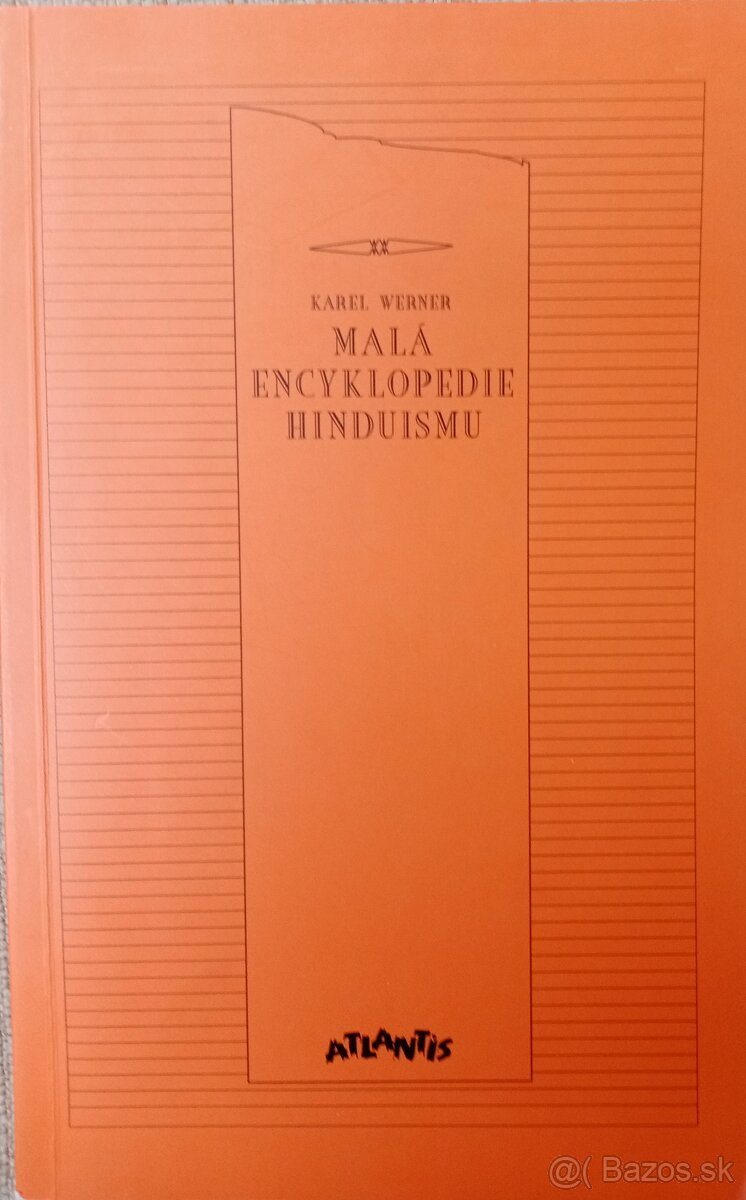 KAREL WERNER
MALÁ
ENCYKLOPEDIE
HINDUISMU
ATLANTIS
@( Bazos.sk